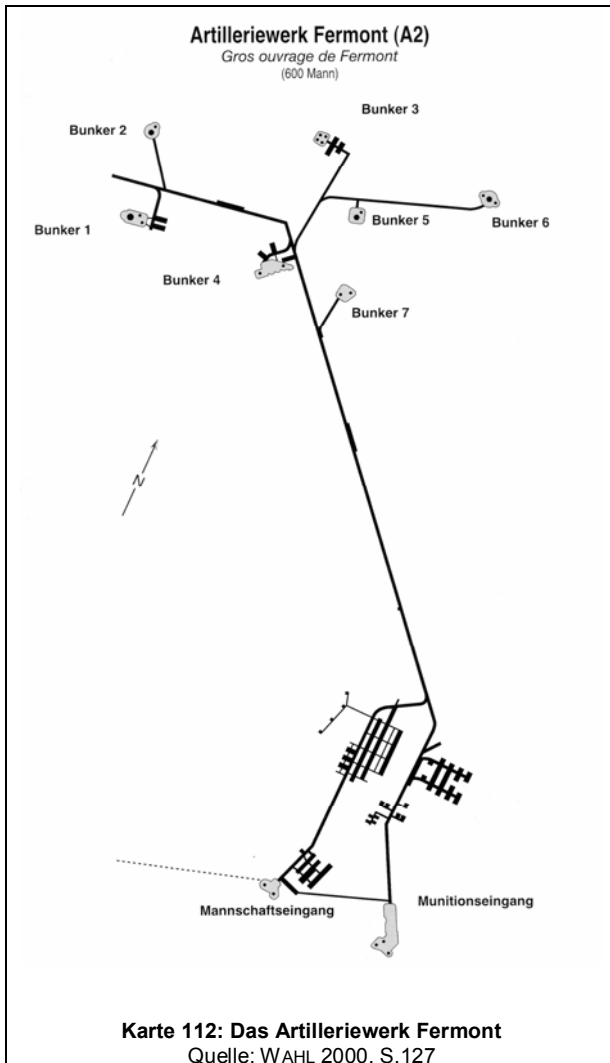 Artilleriewerk Fermont (A2)
Gros ouvrage de Fermont
(600 Mann)
Bunker 3
Bunker 2
Bunker 5
Bunker 6
Bunker 1
Bunker 4
Bunker 7
N
Mannschaftseingang
Munitionseingang
Karte 112: Das Artilleriewerk Fermont
Quelle: WAHL 2000, S.127